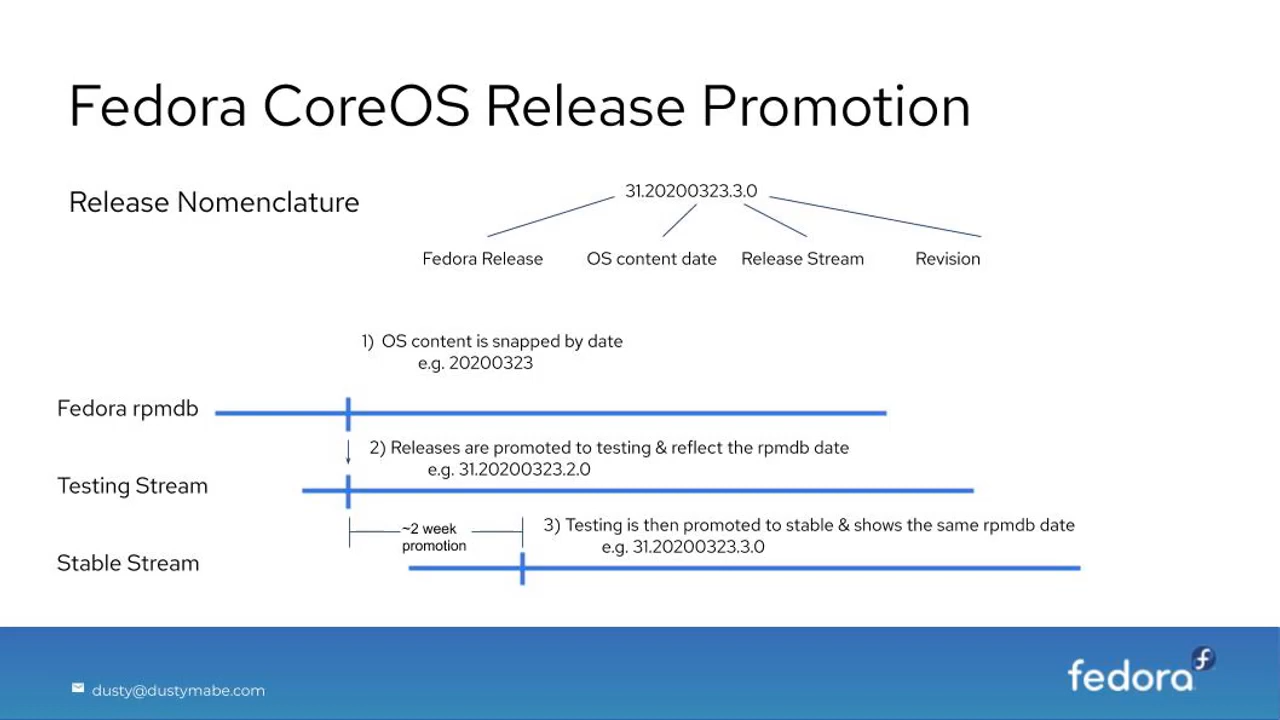 Fedora CoreOS Release Promotion
Release Nomenclature
31.20200323.3.0
Fedora Release
OS content date
Release Stream
Revision
1) OS content is snapped by date
e.g. 20200323
Fedora rpmdb
2) Releases are promoted to testing & reflect the rpmdb date
e.g. 31.20200323.2.0
Testing Stream
~2 week
promotion
3) Testing is then promoted to stable & shows the same rpmdb date
e.g. 31.20200323.3.0
Stable Stream
dusty@dustymabe.com
fedora